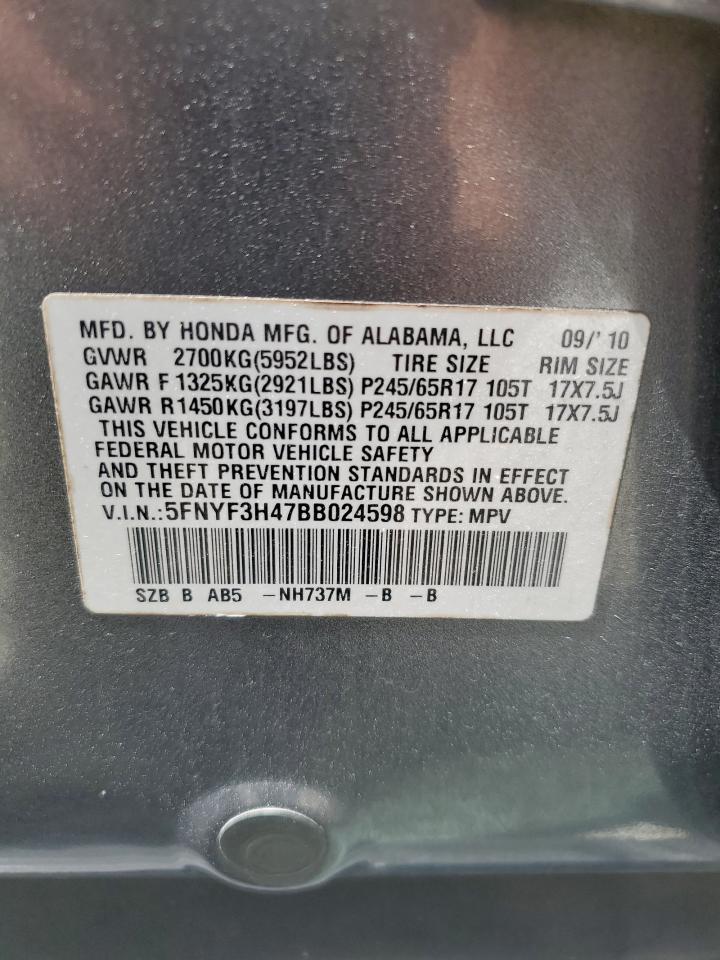 MFD. BY HONDA MFG. OF ALABAMA, LLC 09/'10
GVWR 2700KG(5952LBS) TIRE SIZE RIM SIZE
GAWR F 1325KG(2921LBS) P245/65R17 105T 17X7.5J
GAWR R1450KG(3197LBS) P245/65R17 105T 17X7.5J
THIS VEHICLE CONFORMS TO ALL APPLICABLE
FEDERAL MOTOR VEHICLE SAFETY
AND THEFT PREVENTION STANDARDS IN EFFECT
ON THE DATE OF MANUFACTURE SHOWN ABOVE.
V.I.N.:5FNYF3H47BB024598 TYPE: MPV
SZB B AB5 -NH737M -B -B